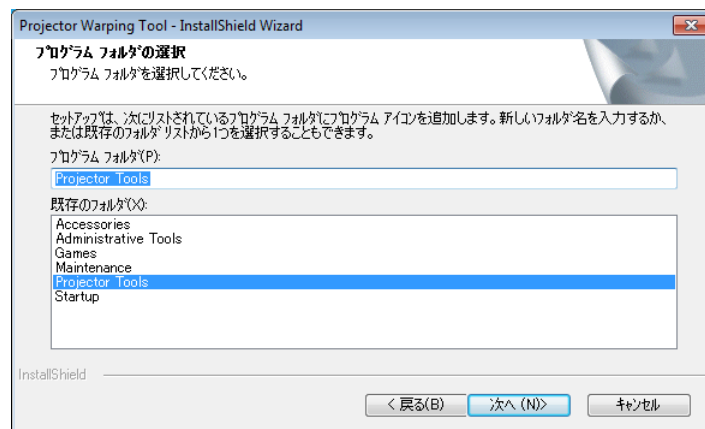 Projector Warping Tool - InstallShield Wizard
プログラム フォルダの選択
プログラム フォルダを選択してください。
セットアップは、次にリストされているプログラム フォルダにプログラム アイコンを追加します。新しいフォルダ名を入力するか、
または既存のフォルダ リストから1つを選択することもできます。
プログラム フォルダ(P):
Projector Tools
既存のフォルダ(X):
Accessories
Administrative Tools
Games
Maintenance
Projector Tools
Startup
InstallShield
< 戻る(B) 次へ (N)> キャンセル